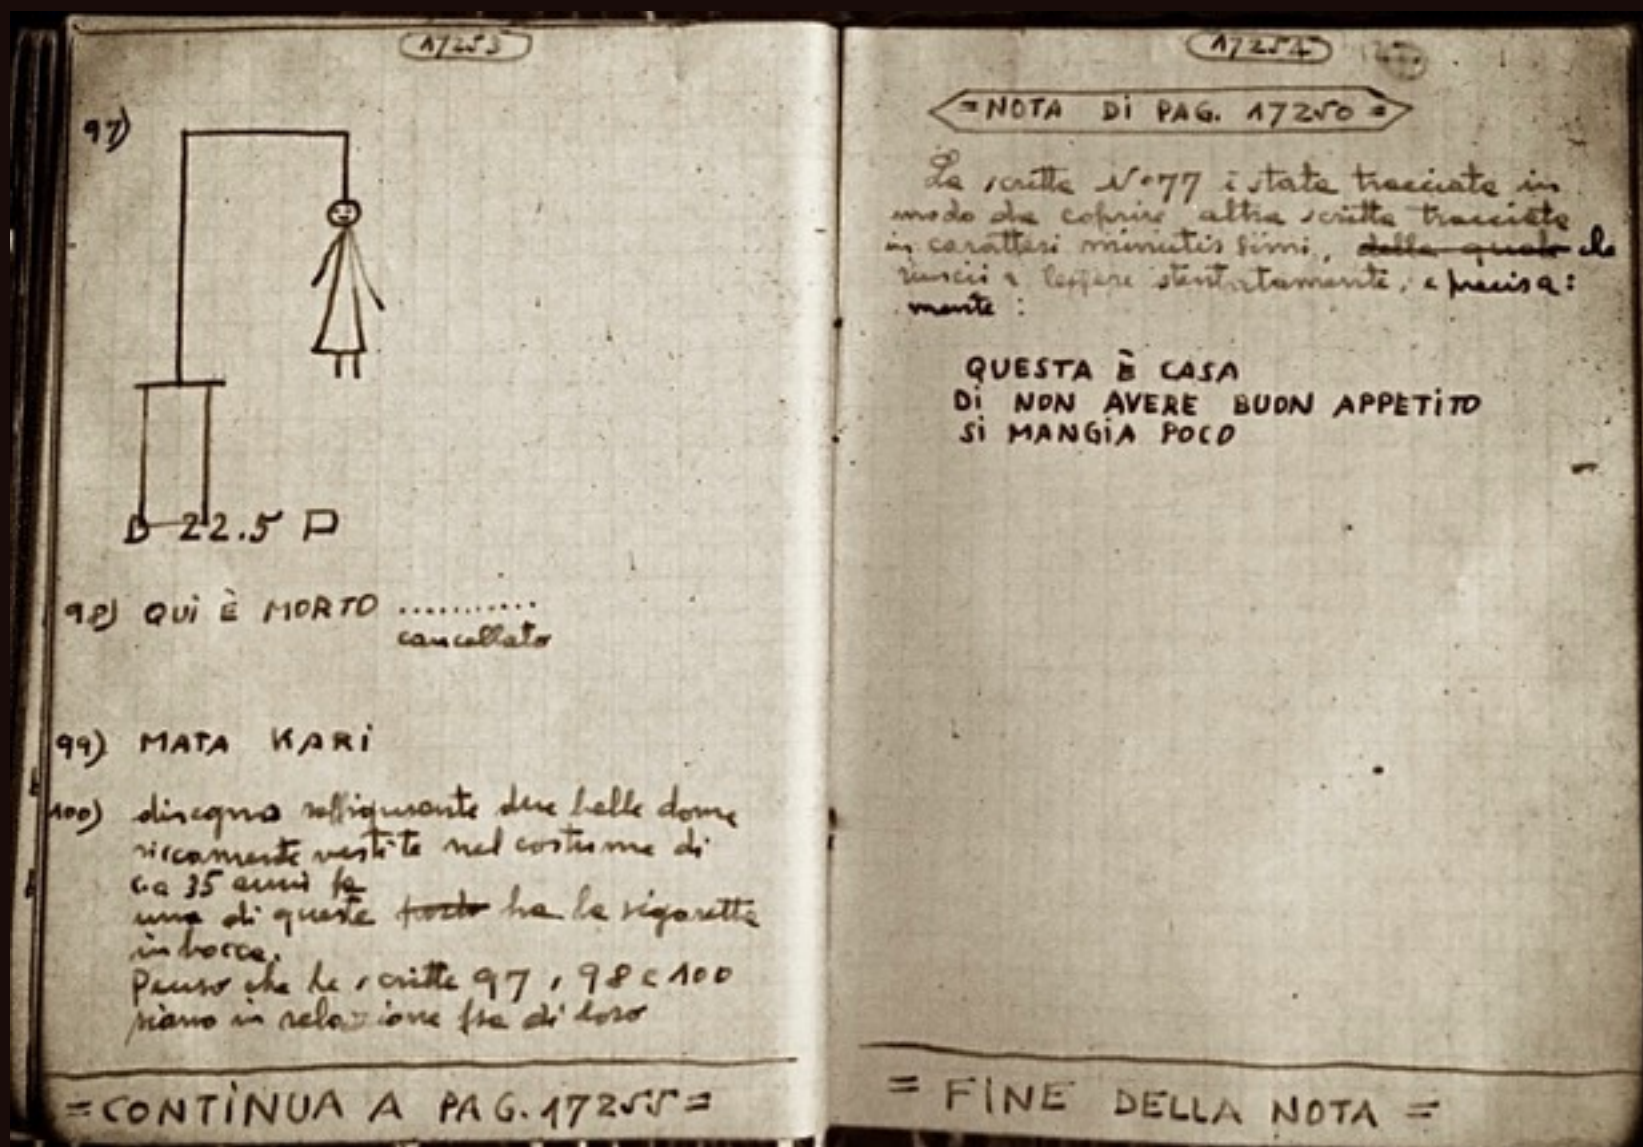 17253
97)
D 22.5 P
98) QUI È MORTO ...........
cancellato
99) MATA KARI
100) disegno raffigurante due belle donne
riccamente vestite nel costume di
ca 35 anni fa
una di queste ha la sigaretta
in bocca.
Penso che le scritte 97, 98 e 100
siano in relazione fra di loro
=CONTINUA A PAG. 17255=
17254
=NOTA DI PAG. 17250=
La scritta N°77 è stata tracciata in
modo da coprire altra scritta tracciata
in caratteri minutissimi, della quale che
riuscii a leggere stentatamente, e precisa:
mente:
QUESTA È CASA
DI NON AVERE BUON APPETITO
SI MANGIA POCO
= FINE DELLA NOTA =